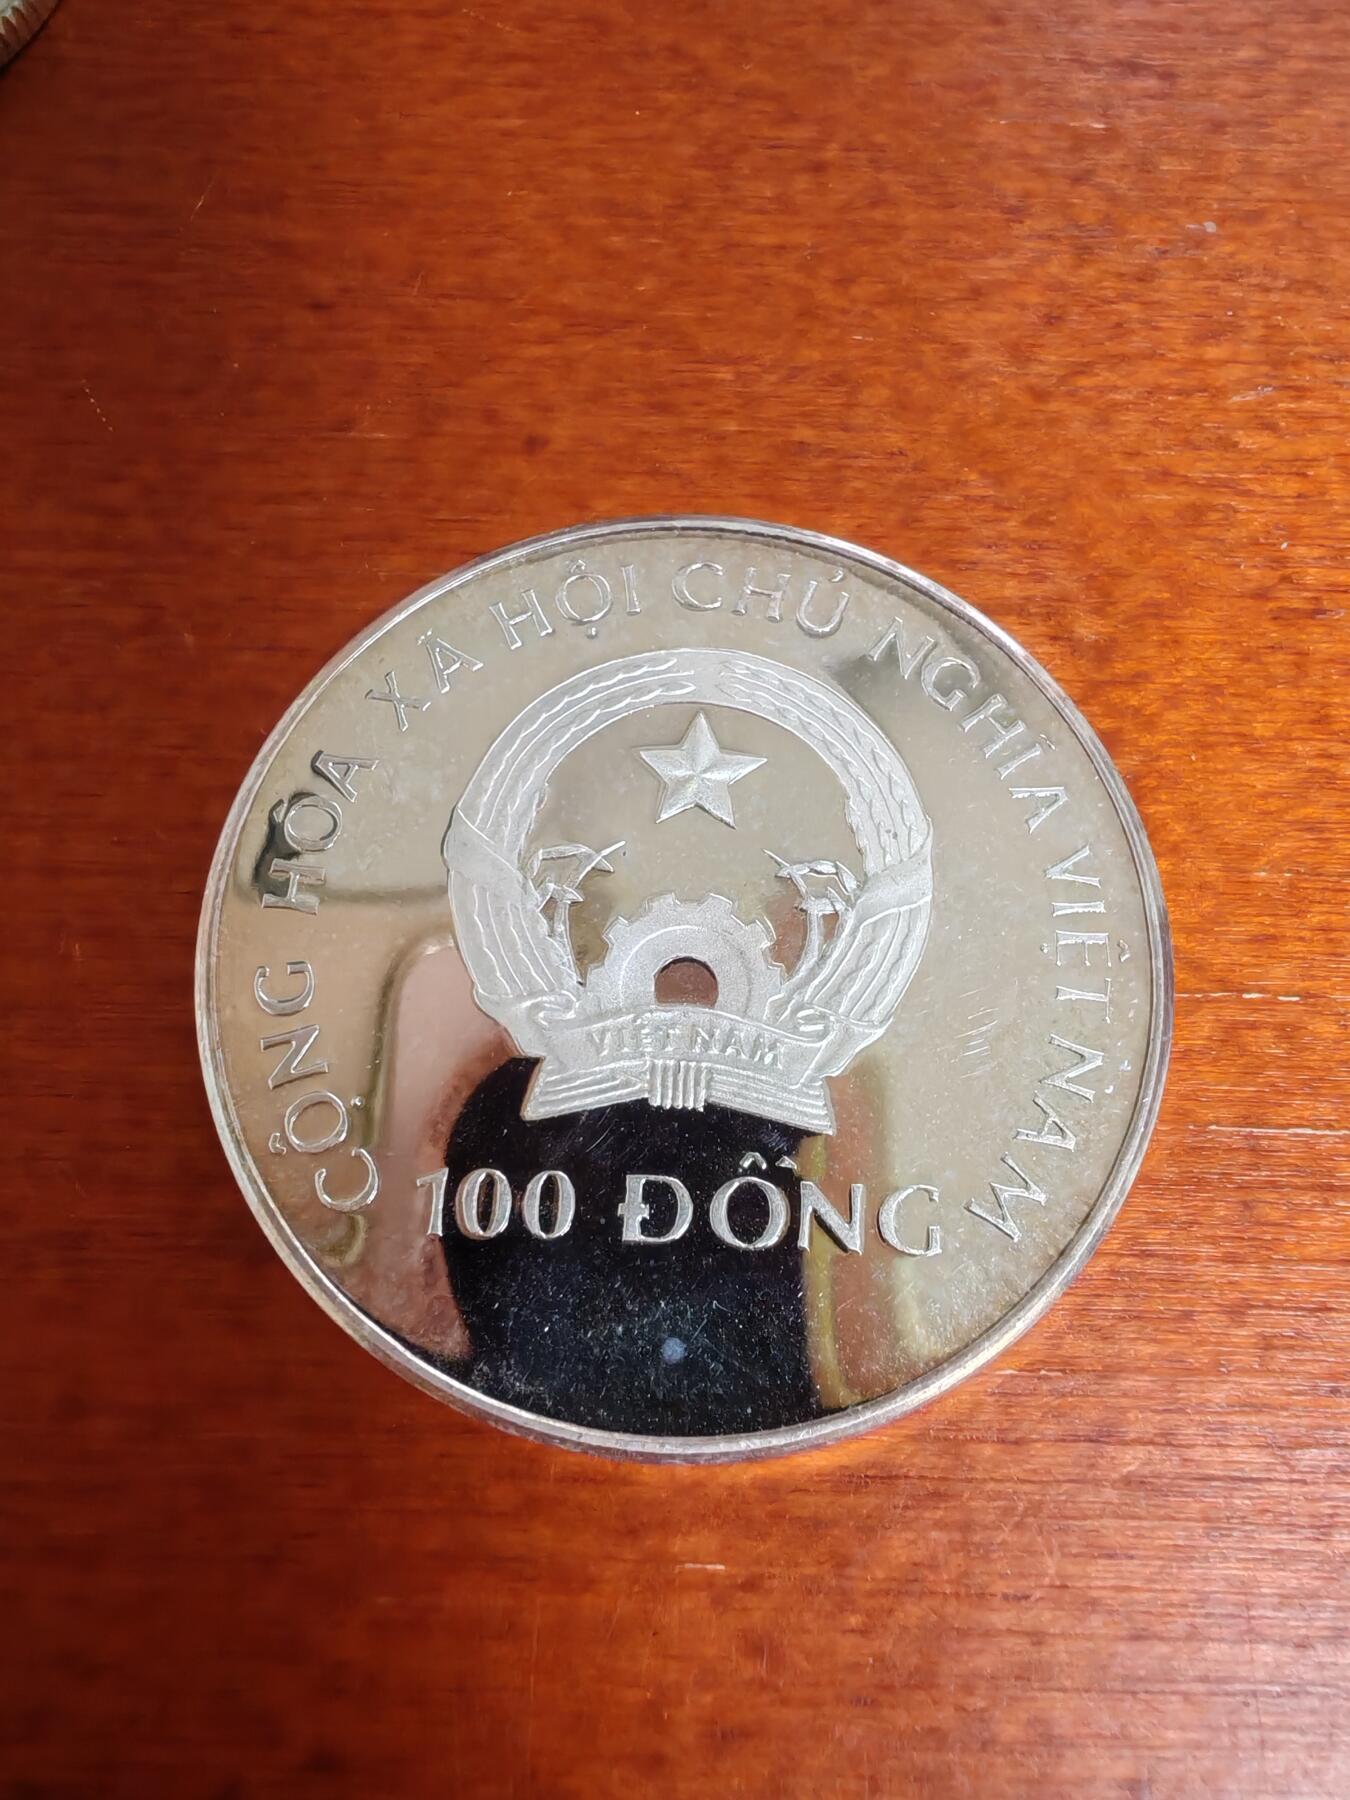 CỘNG HÒA XÃ HỘI CHỦ NGHĨA VIỆT NAM
VIỆT NAM
100 ĐỒNG